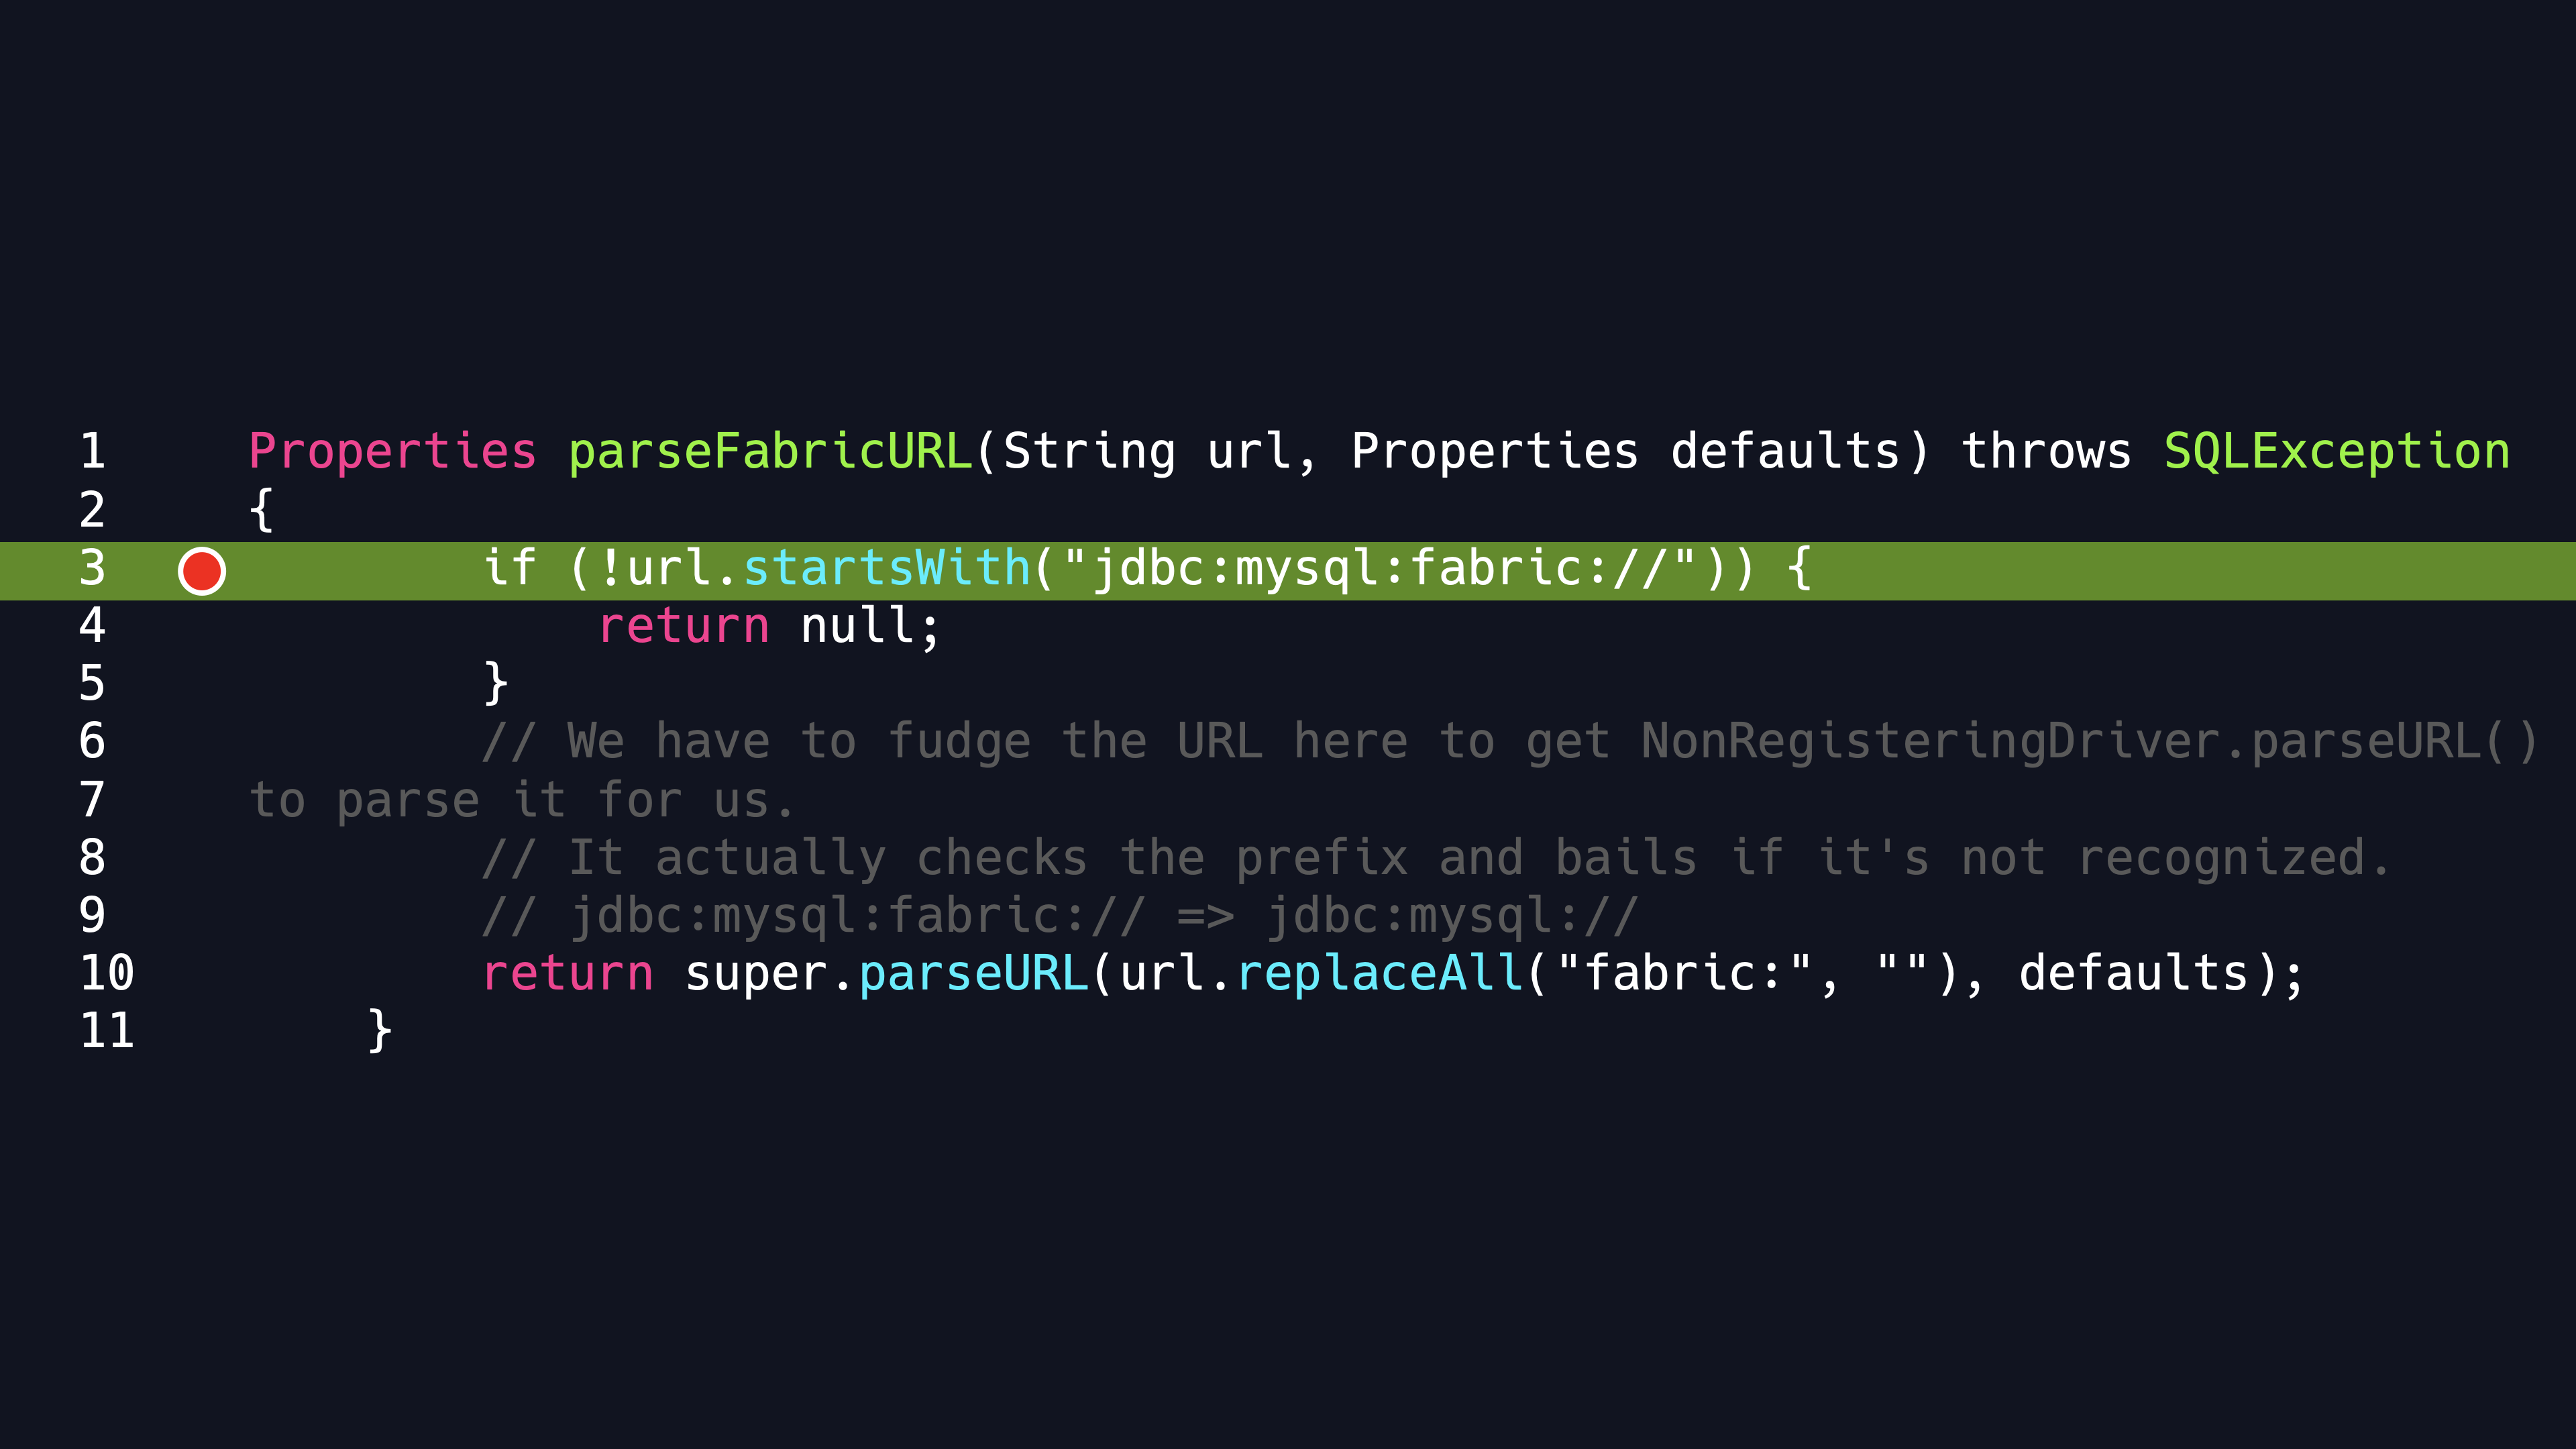 1 Properties parseFabricURL(String url, Properties defaults) throws SQLException
2 {
3 if (!url.startsWith("jdbc:mysql:fabric://")) {
4 return null;
5 }
6 // We have to fudge the URL here to get NonRegisteringDriver.parseURL()
7 to parse it for us.
8 // It actually checks the prefix and bails if it's not recognized.
9 // jdbc:mysql:fabric:// => jdbc:mysql://
10 return super.parseURL(url.replaceAll("fabric:", ""), defaults);
11 }